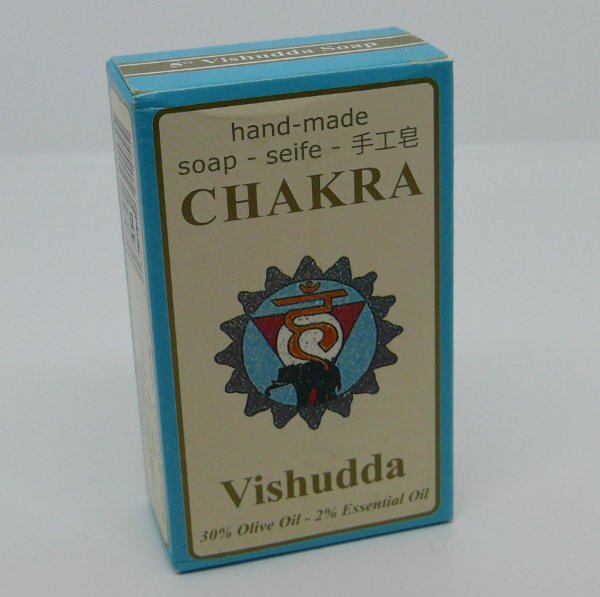 5° Vishudda Soap
hand-made
soap - seife - 手工皂
CHAKRA
हं
Vishudda
30% Olive Oil - 2% Essential Oil